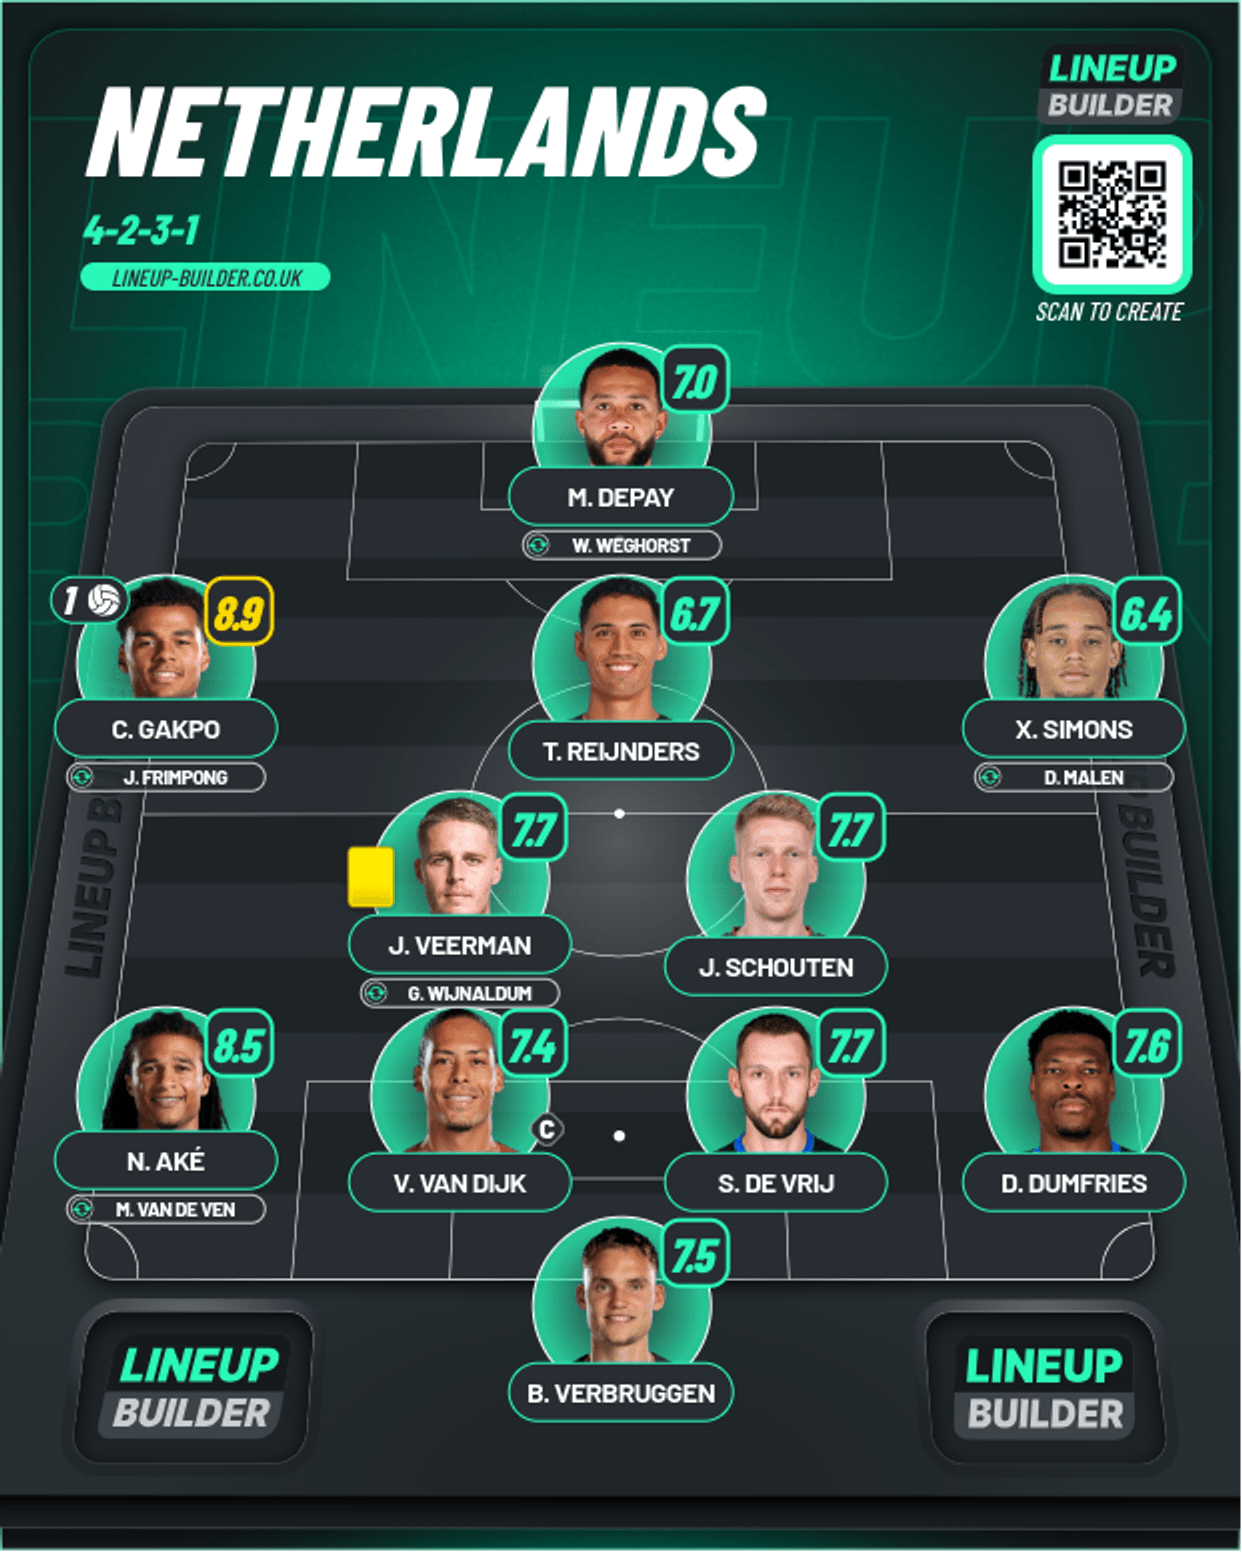 NETHERLANDS
4-2-3-1
LINEUP-BUILDER.CO.UK
LINEUP
BUILDER
SCAN TO CREATE
7.0
M. DEPAY
W. WEGHORST
1
8.9
C. GAKPO
J. FRIMPONG
6.7
T. REIJNDERS
6.4
X. SIMONS
D. MALEN
7.7
J. VEERMAN
G. WIJNALDUM
7.7
J. SCHOUTEN
LINEUP B
BUILDER
8.5
N. AKÉ
M. VAN DE VEN
7.4
C
V. VAN DIJK
7.7
S. DE VRIJ
7.6
D. DUMFRIES
7.5
B. VERBRUGGEN
LINEUP
BUILDER
LINEUP
BUILDER